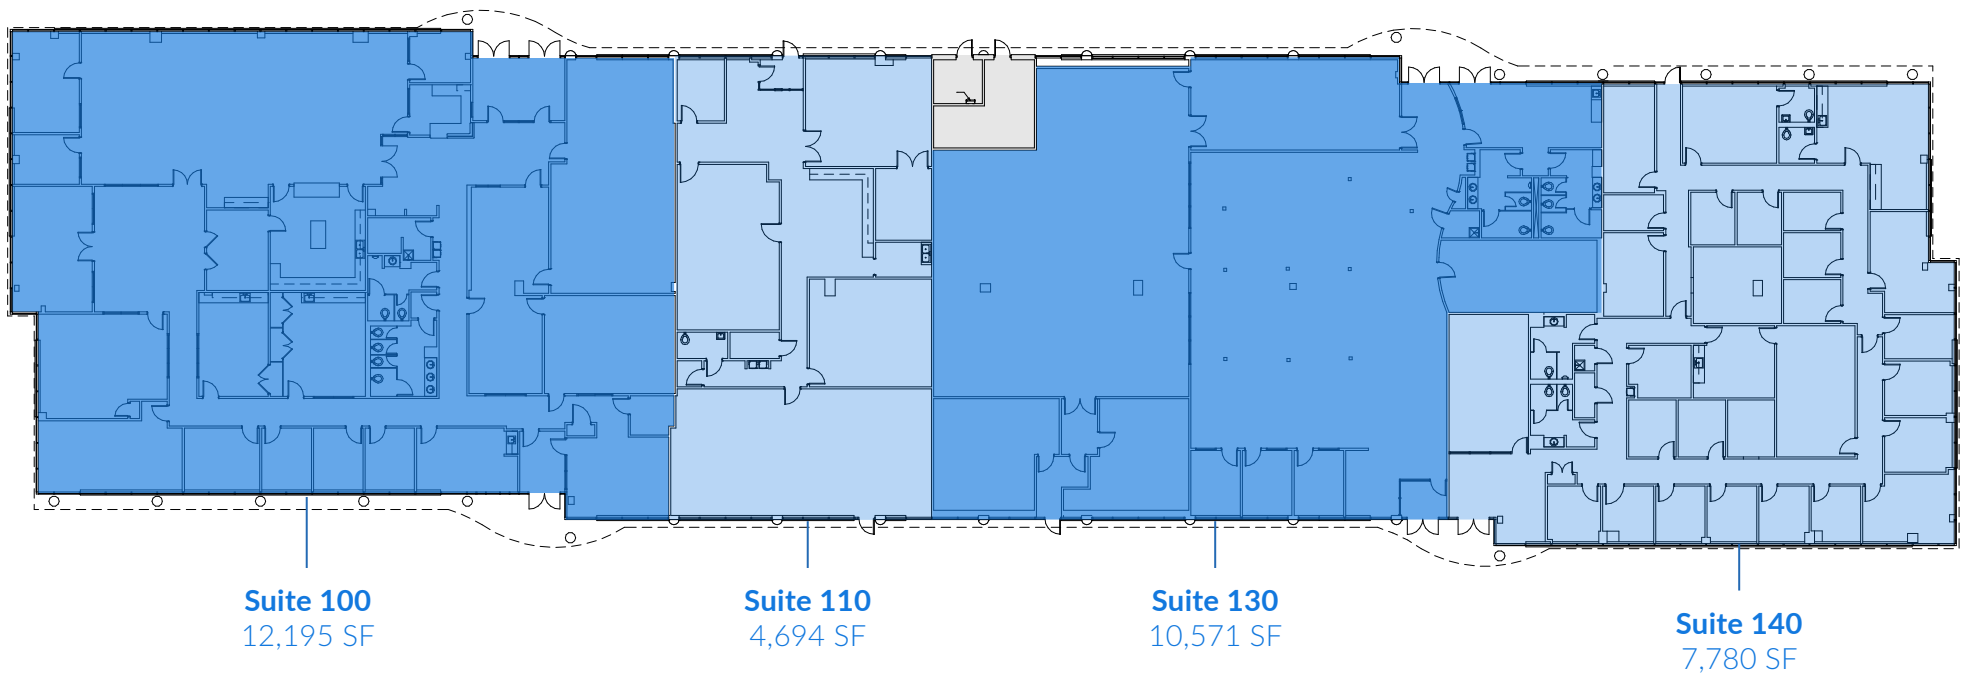 Suite 100
12,195 SF
Suite 110
4,694 SF
Suite 130
10,571 SF
Suite 140
7,780 SF